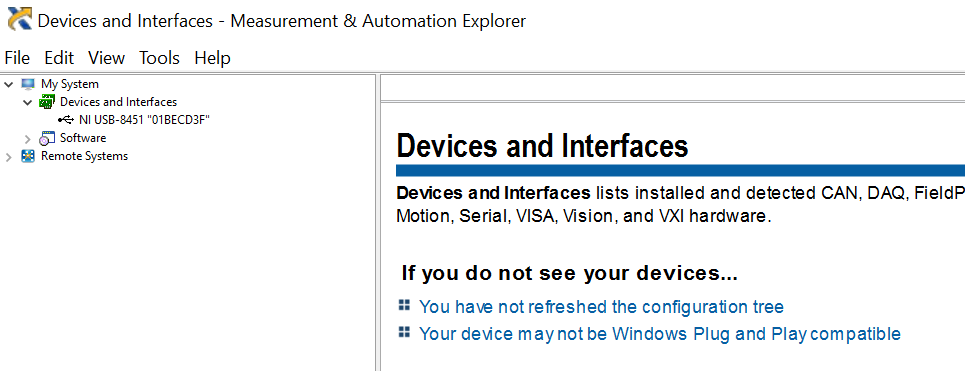 Devices and Interfaces - Measurement & Automation Explorer
File Edit View Tools Help
My System
Devices and Interfaces
NI USB-8451 "01BECD3F"
Software
Remote Systems
Devices and Interfaces
Devices and Interfaces lists installed and detected CAN, DAQ, FieldP
Motion, Serial, VISA, Vision, and VXI hardware.
If you do not see your devices...
You have not refreshed the configuration tree
Your device may not be Windows Plug and Play compatible